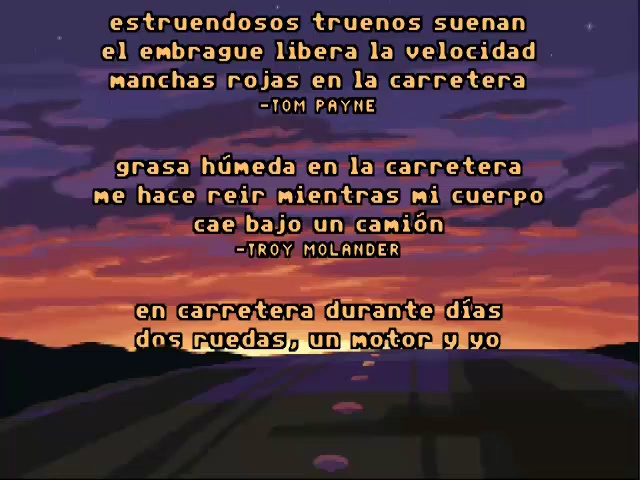 estruendosos truenos suenan
el embrague libera la velocidad
manchas rojas en la carretera
-TOM PAYNE
grasa húmeda en la carretera
me hace reir mientras mi cuerpo
cae bajo un camión
-TROY MOLANDER
en carretera durante días
dos ruedas, un motor y yo